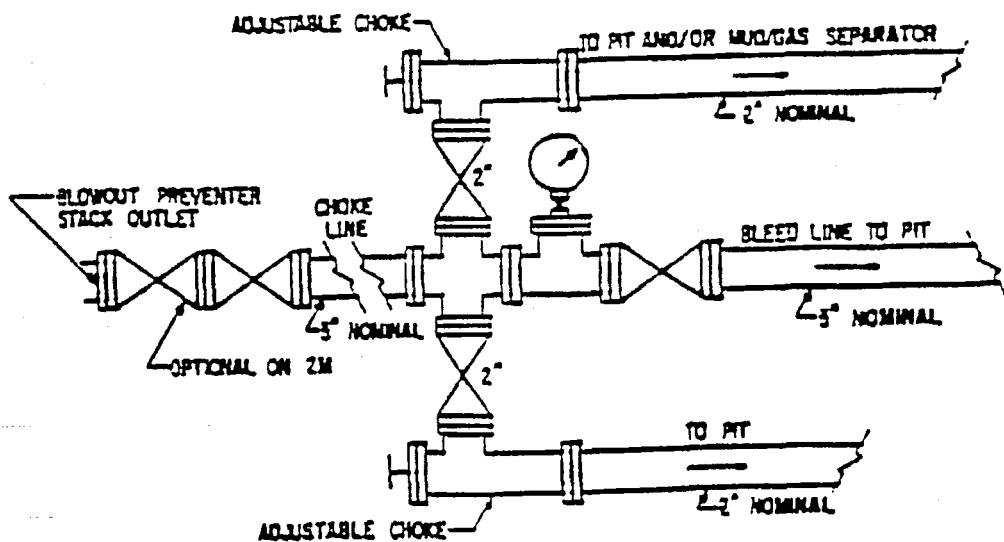 ADJUSTABLE CHOKE
TO PIT AND/OR MUD/GAS SEPARATOR
2" NOMINAL
2"
BLOWOUT PREVENTER
STACK OUTLET
CHOKE
LINE
BLEED LINE TO PIT
3" NOMINAL
3" NOMINAL
OPTIONAL ON 2M
2"
TO PIT
2" NOMINAL
ADJUSTABLE CHOKE